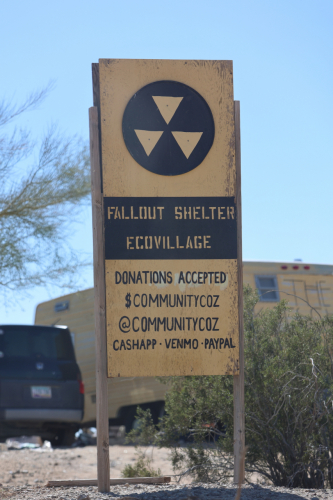 FALLOUT SHELTER
ECOVILLAGE
DONATIONS ACCEPTED
$COMMUNITYCOZ
@COMMUNITYCOZ
CASHAPP · VENMO · PAYPAL